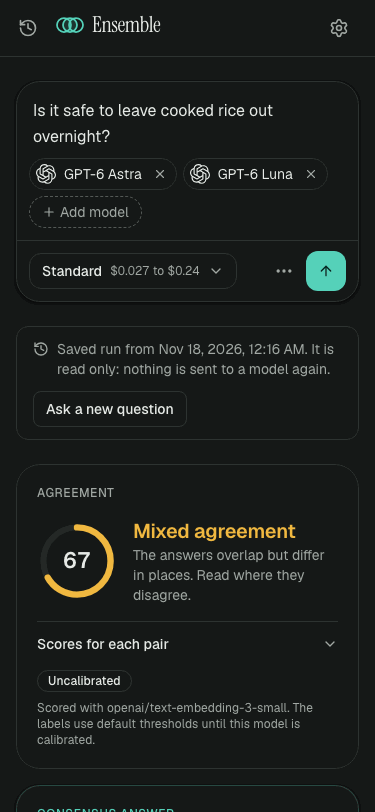 Ensemble
Is it safe to leave cooked rice out
overnight?
GPT-6 Astra
GPT-6 Luna
Add model
Standard $0.027 to $0.24
Saved run from Nov 18, 2026, 12:16 AM. It is
read only: nothing is sent to a model again.
Ask a new question
AGREEMENT
67
Mixed agreement
The answers overlap but differ
in places. Read where they
disagree.
Scores for each pair
Uncalibrated
Scored with openai/text-embedding-3-small. The
labels use default thresholds until this model is
calibrated.
CONSENSUS ANSWER